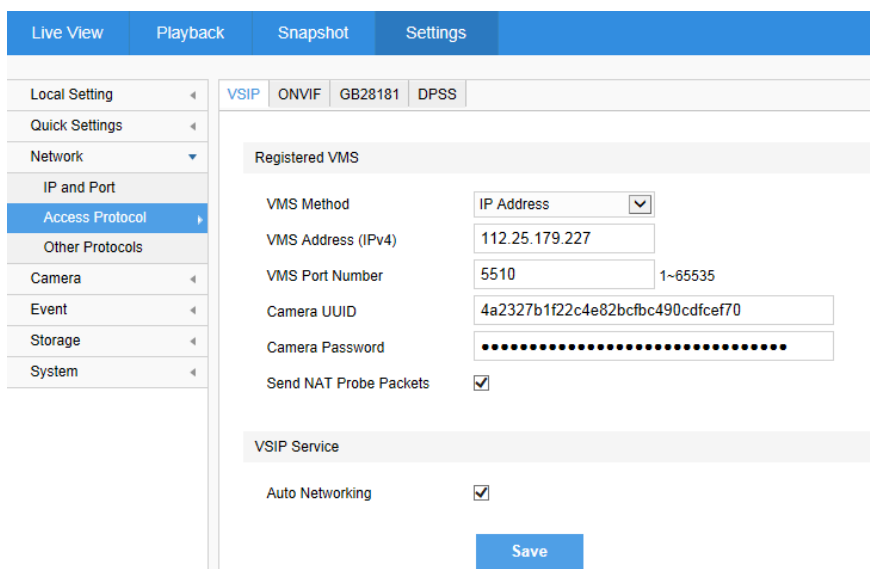 Live View Playback Snapshot Settings
Local Setting
Quick Settings
Network
IP and Port
Access Protocol
Other Protocols
Camera
Event
Storage
System
VSIP ONVIF GB28181 DPSS
Registered VMS
VMS Method IP Address
VMS Address (IPv4) 112.25.179.227
VMS Port Number 5510 1~65535
Camera UUID 4a2327b1f22c4e82bcfbc490cdfcef70
Camera Password ••••••••••••••••••••••••••••••••
Send NAT Probe Packets
VSIP Service
Auto Networking
Save